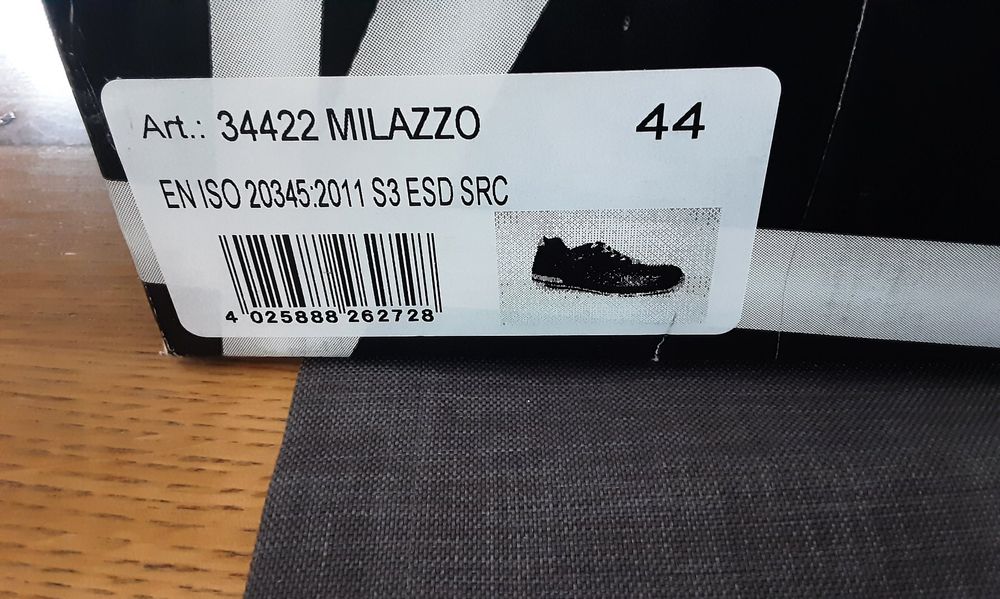 Art.: 34422 MILAZZO 44
EN ISO 20345:2011 S3 ESD SRC
4 025888 262728